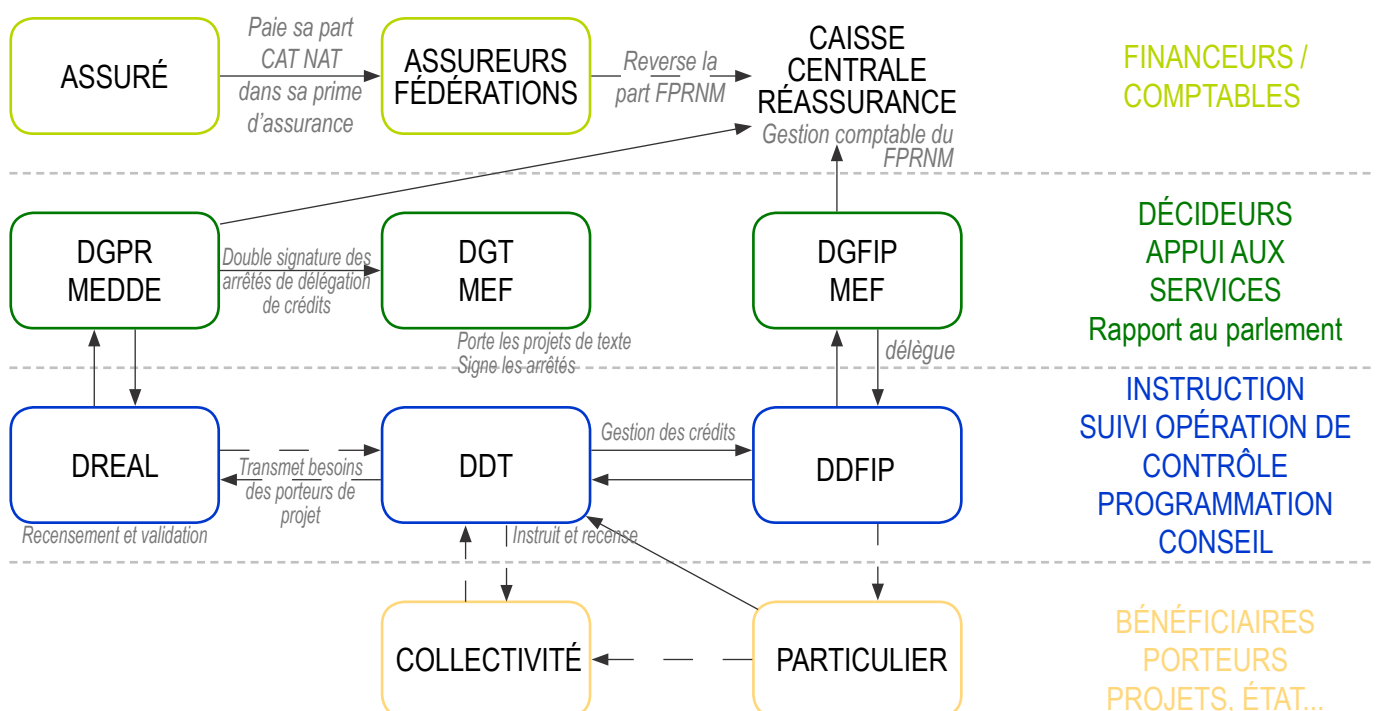 ASSURÉ
Paie sa part
CAT NAT
dans sa prime
d’assurance
ASSUREURS
FÉDÉRATIONS
Reverse la
part FPRNM
CAISSE
CENTRALE
RÉASSURANCE
Gestion comptable du
FPRNM
FINANCEURS /
COMPTABLES
DGPR
MEDDE
Double signature des
arrêtés de délégation
de crédits
DGT
MEF
Porte les projets de texte
Signe les arrêtés
DGFIP
MEF
délègue
DÉCIDEURS
APPUI AUX
SERVICES
Rapport au parlement
DREAL
Recensement et validation
Transmet besoins
des porteurs de
projet
DDT
Instruit et recense
Gestion des crédits
DDFIP
INSTRUCTION
SUIVI OPÉRATION DE
CONTRÔLE
PROGRAMMATION
CONSEIL
COLLECTIVITÉ
PARTICULIER
BÉNÉFICIAIRES
PORTEURS
PROJETS, ÉTAT...